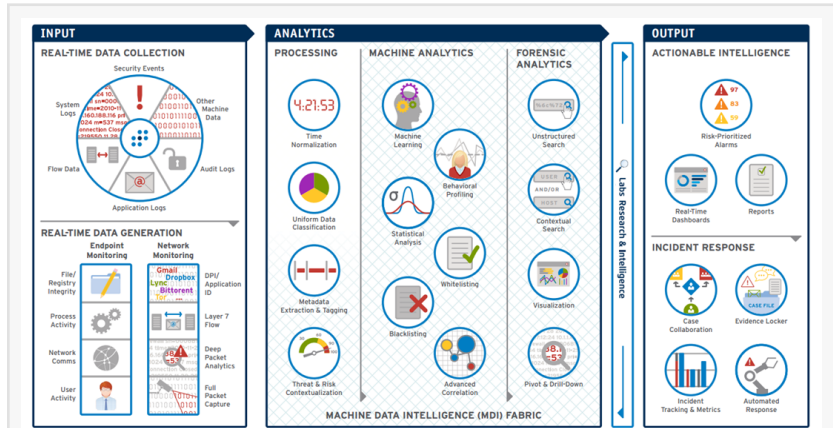 INPUT
REAL-TIME DATA COLLECTION
Security Events
System
Logs
Other
Machine
Data
Flow Data
Audit Logs
Application Logs
REAL-TIME DATA GENERATION
Endpoint
Monitoring
Network
Monitoring
File/
Registry
Integrity
Gmail
Dropbox
Lync
Bittorent
Tor ...
DPI/
Application
ID
Process
Activity
Layer 7
Flow
Network
Comms
Deep
Packet
Analytics
User
Activity
Full
Packet
Capture
ANALYTICS
PROCESSING
4:21:53
Time
Normalization
Uniform Data
Classification
Metadata
Extraction & Tagging
Threat & Risk
Contextualization
MACHINE ANALYTICS
Machine
Learning
Behavioral
Profiling
σ
Statistical
Analysis
Whitelisting
Blacklisting
Advanced
Correlation
FORENSIC
ANALYTICS
Unstructured
Search
USER
AND/OR
HOST
Contextual
Search
Visualization
Pivot & Drill-Down
MACHINE DATA INTELLIGENCE (MDI) FABRIC
Labs Research & Intelligence
OUTPUT
ACTIONABLE INTELLIGENCE
97
83
59
Risk-Prioritized
Alarms
Real-Time
Dashboards
Reports
INCIDENT RESPONSE
Case
Collaboration
CASE FILE
Evidence Locker
Incident
Tracking & Metrics
Automated
Response